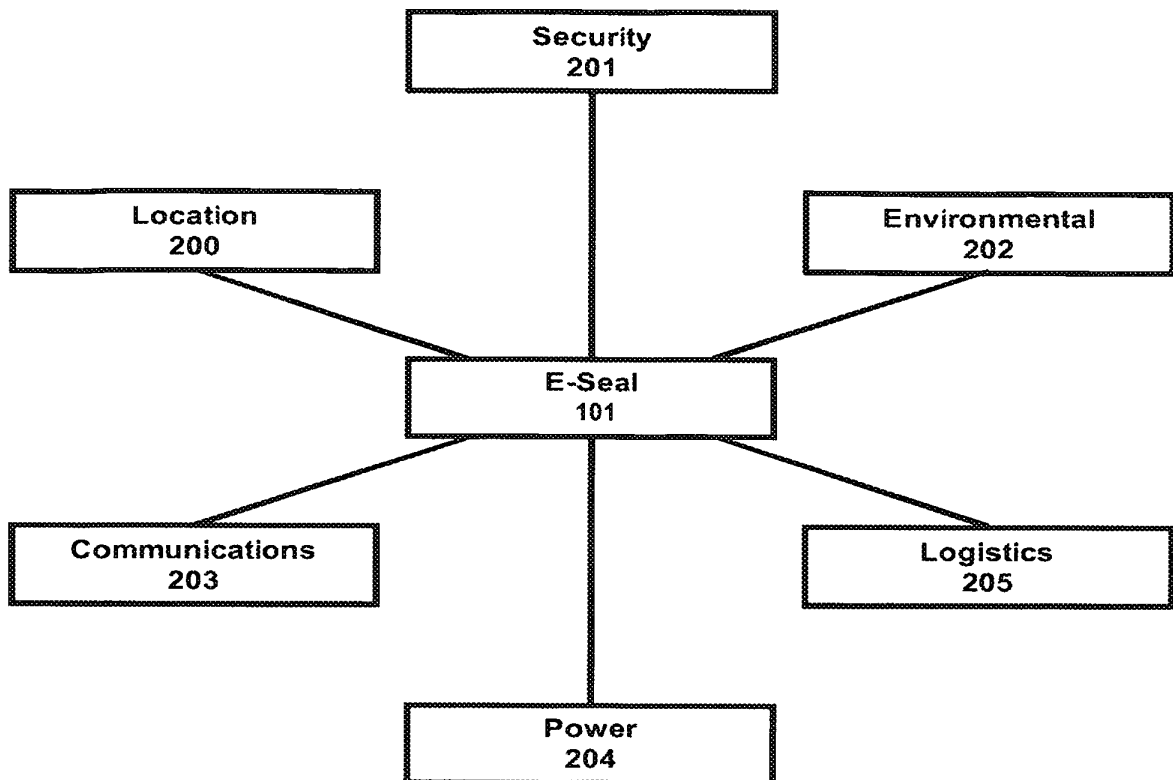 Security
201
Location
200
Environmental
202
E-Seal
101
Communications
203
Logistics
205
Power
204